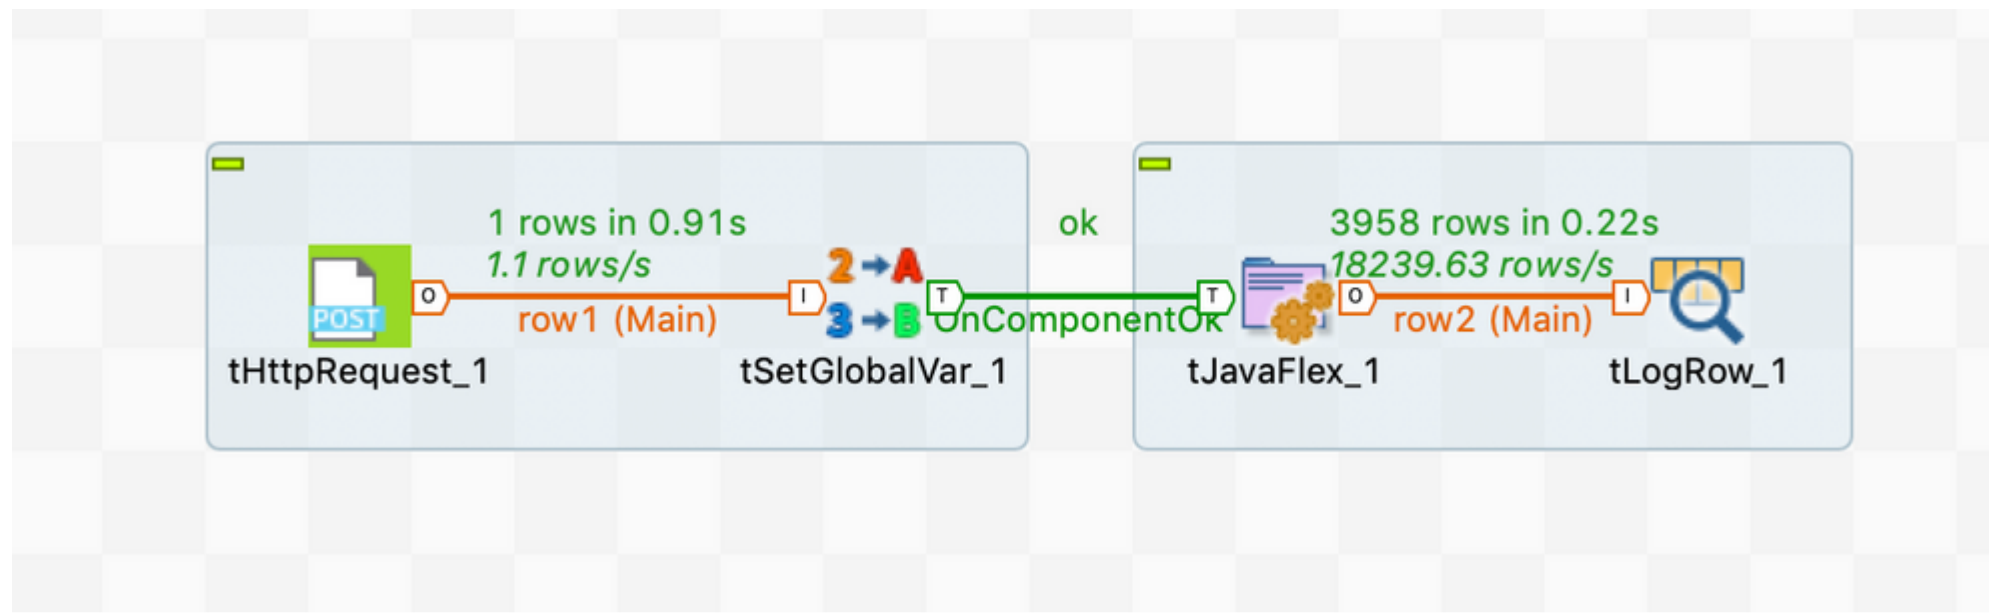 1 rows in 0.91s
1.1 rows/s
POST
O
I
row1 (Main)
tHttpRequest_1
2 A
3 B
tSetGlobalVar_1
ok
T
T
OnComponentOk
3958 rows in 0.22s
18239.63 rows/s
O
I
row2 (Main)
tJavaFlex_1
tLogRow_1